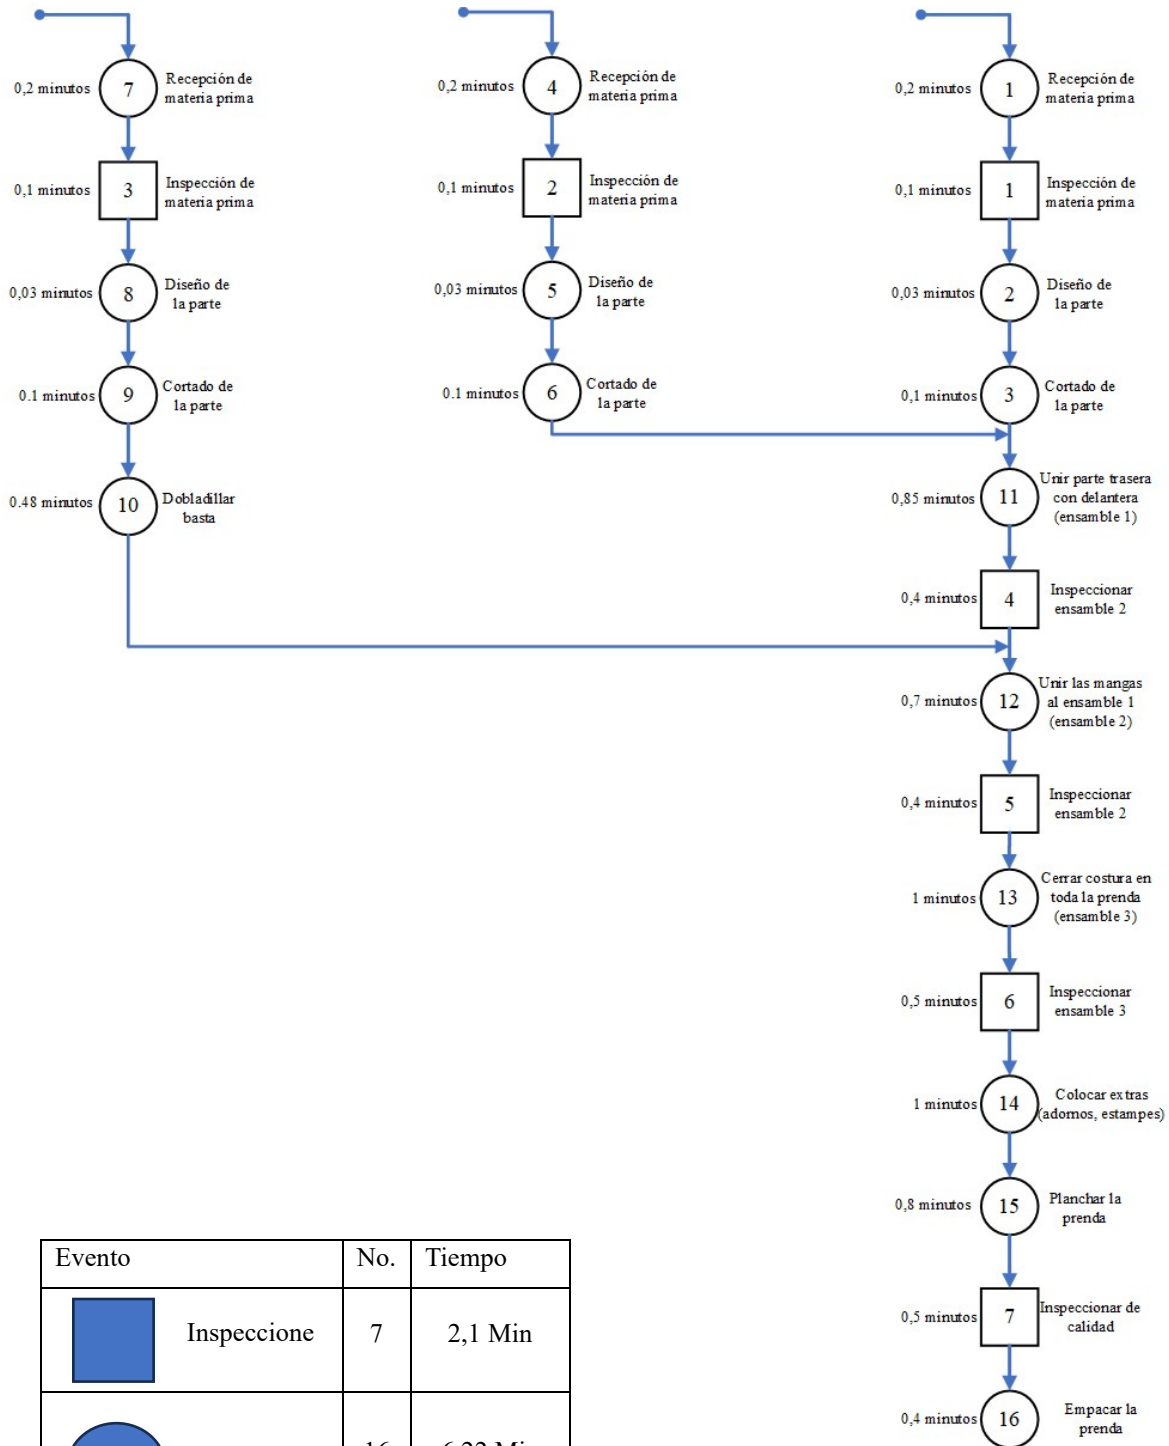 0,2 minutos
7
Recepción de
materia prima
0,1 minutos
3
Inspección de
materia prima
0,03 minutos
8
Diseño de
la parte
0.1 minutos
9
Cortado de
la parte
0.48 minutos
10
Dobladillar
basta
0,2 minutos
4
Recepción de
materia prima
0,1 minutos
2
Inspección de
materia prima
0,03 minutos
5
Diseño de
la parte
0.1 minutos
6
Cortado de
la parte
0,2 minutos
1
Recepción de
materia prima
0,1 minutos
1
Inspección de
materia prima
0,03 minutos
2
Diseño de
la parte
0,1 minutos
3
Cortado de
la parte
0,85 minutos
11
Unir parte trasera
con delantera
(ensamble 1)
0,4 minutos
4
Inspeccionar
ensamble 2
0,7 minutos
12
Unir las mangas
al ensamble 1
(ensamble 2)
0,4 minutos
5
Inspeccionar
ensamble 2
1 minutos
13
Cerrar costura en
toda la prenda
(ensamble 3)
0,5 minutos
6
Inspeccionar
ensamble 3
1 minutos
14
Colocar extras
(adornos, estampes)
0,8 minutos
15
Planchar la
prenda
0,5 minutos
7
Inspeccionar de
calidad
0,4 minutos
16
Empacar la
prenda
Evento No. Tiempo
Inspeccione 7 2,1 Min